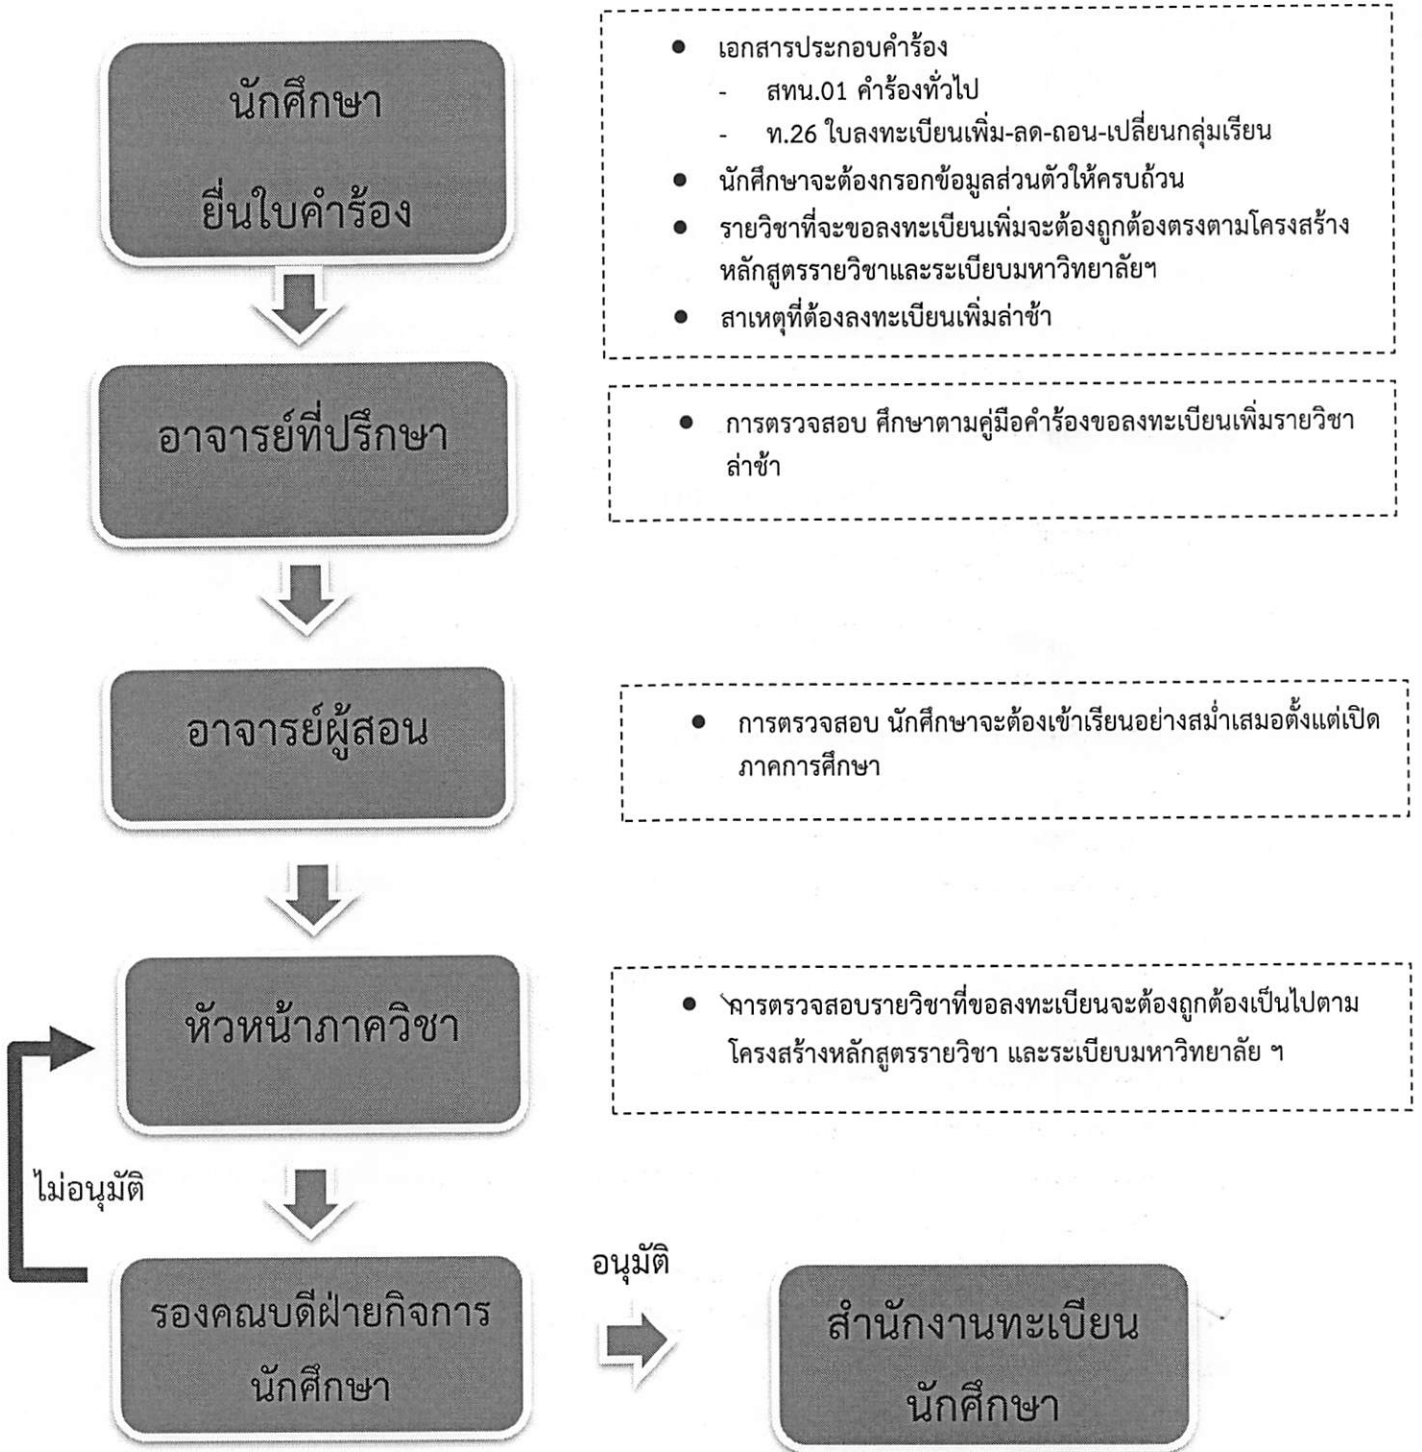 นักศึกษา
ยื่นใบคำร้อง
● เอกสารประกอบคำร้อง
- สทน.01 คำร้องทั่วไป
- ท.26 ใบลงทะเบียนเพิ่ม-ลด-ถอน-เปลี่ยนกลุ่มเรียน
● นักศึกษาจะต้องกรอกข้อมูลส่วนตัวให้ครบถ้วน
● รายวิชาที่จะขอลงทะเบียนเพิ่มจะต้องถูกต้องตรงตามโครงสร้าง
หลักสูตรรายวิชาและระเบียบมหาวิทยาลัยฯ
● สาเหตุที่ต้องลงทะเบียนเพิ่มล่าช้า
อาจารย์ที่ปรึกษา
● การตรวจสอบ ศึกษาตามคู่มือคำร้องขอลงทะเบียนเพิ่มรายวิชา
ล่าช้า
อาจารย์ผู้สอน
● การตรวจสอบ นักศึกษาจะต้องเข้าเรียนอย่างสม่ำเสมอตั้งแต่เปิด
ภาคการศึกษา
หัวหน้าภาควิชา
● การตรวจสอบรายวิชาที่ขอลงทะเบียนจะต้องถูกต้องเป็นไปตาม
โครงสร้างหลักสูตรรายวิชา และระเบียบมหาวิทยาลัย ฯ
ไม่อนุมัติ
รองคณบดีฝ่ายกิจการ
นักศึกษา
อนุมัติ
สำนักงานทะเบียน
นักศึกษา